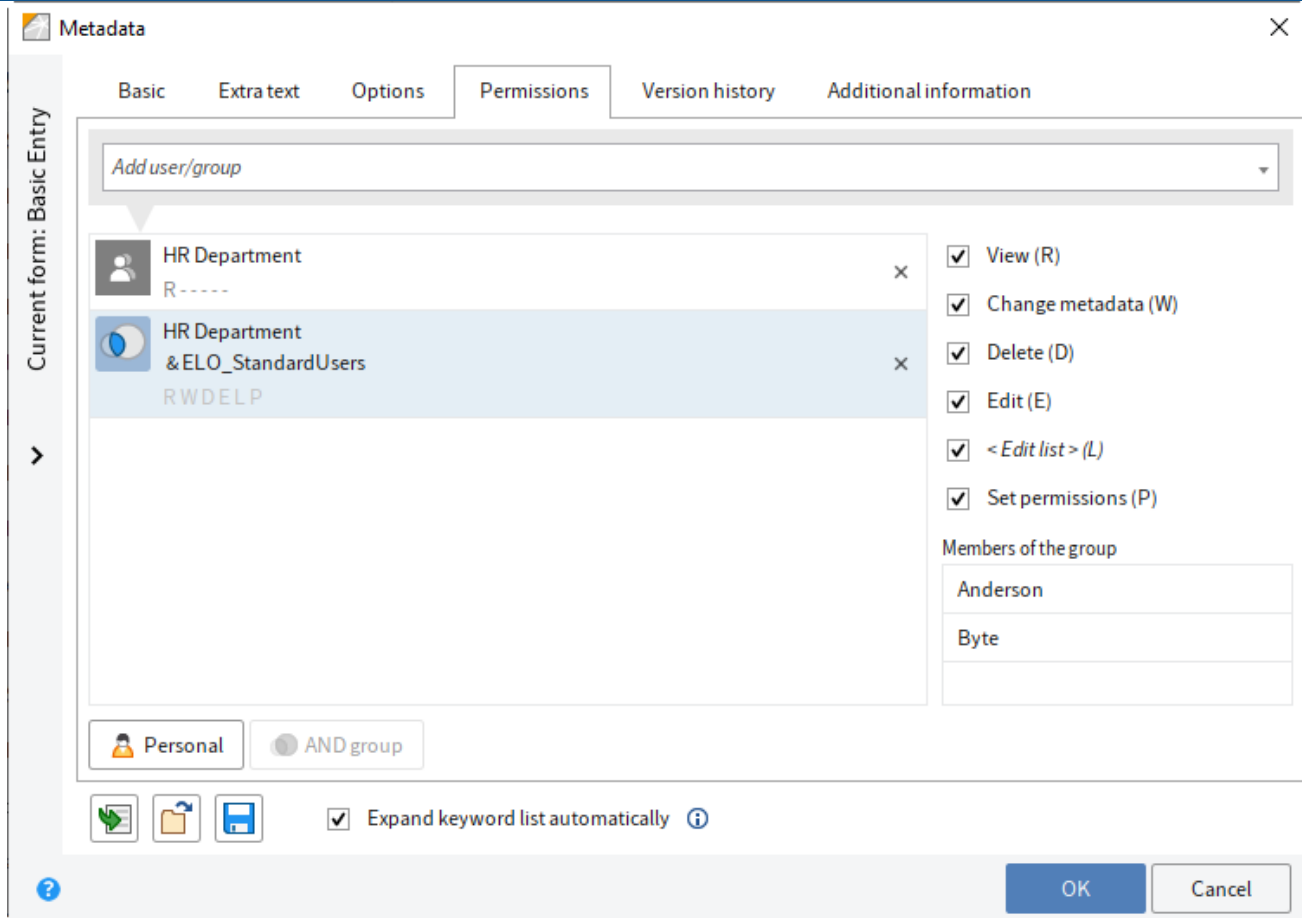 Metadata
Current form: Basic Entry
Basic
Extra text
Options
Permissions
Version history
Additional information
Add user/group
HR Department
R - - - - -
HR Department
& ELO_StandardUsers
R W D E L P
View (R)
Change metadata (W)
Delete (D)
Edit (E)
< Edit list > (L)
Set permissions (P)
Members of the group
Anderson
Byte
Personal
AND group
Expand keyword list automatically
OK
Cancel